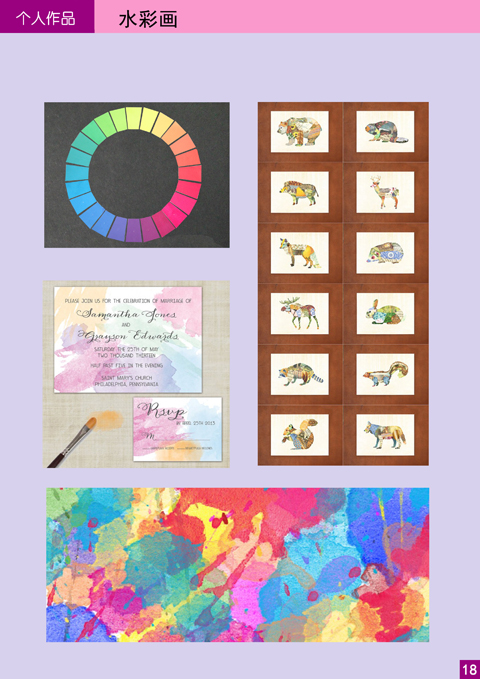 个人作品
水彩画
PLEASE JOIN US FOR THE CELEBRATION OF MARRIAGE OF
Samantha Jones
AND
Grayson Edwards
SATURDAY THE 25TH OF MAY
TWO THOUSAND THIRTEEN
HALF PAST FIVE IN THE EVENING
SAINT MARY'S CHURCH
PHILADELPHIA, PENNSYLVANIA
Rsvp
BY APRIL 25TH 2013
M
18